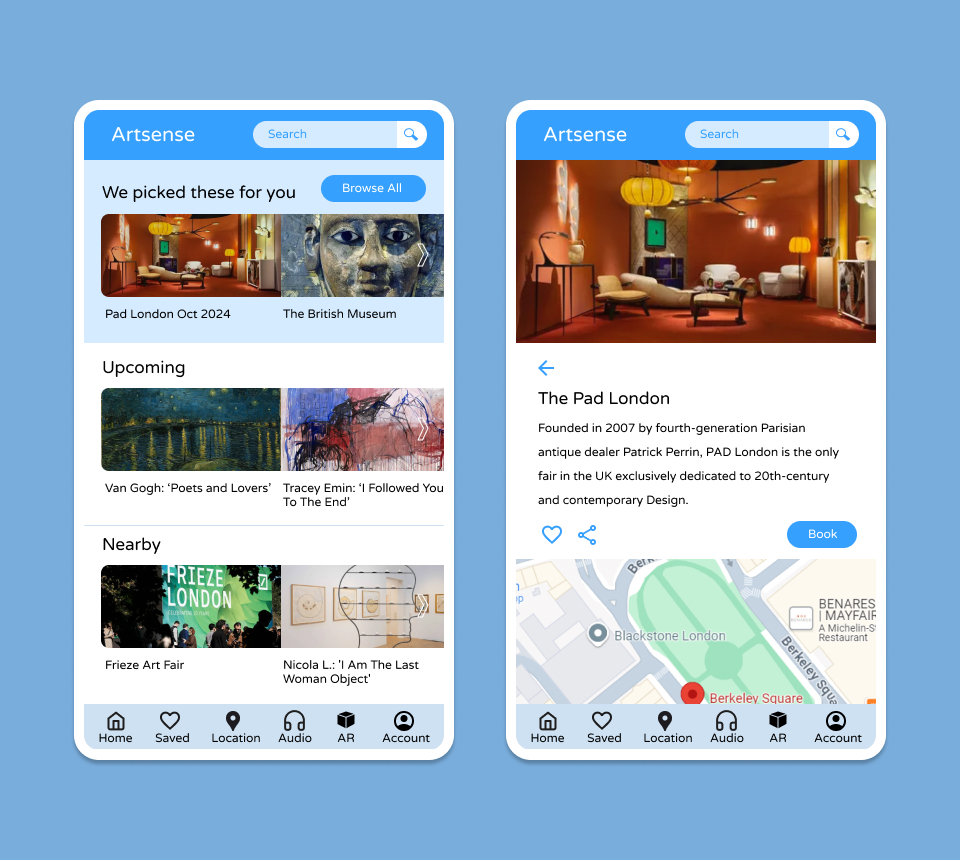 Artsense
Search
We picked these for you
Browse All
Pad London Oct 2024
The British Museum
Upcoming
Van Gogh: ‘Poets and Lovers’
Tracey Emin: ‘I Followed You
To The End’
Nearby
FRIEZE
LONDON
Frieze Art Fair
Nicola L.: 'I Am The Last
Woman Object'
Home
Saved
Location
Audio
AR
Account
Artsense
Search
The Pad London
Founded in 2007 by fourth-generation Parisian
antique dealer Patrick Perrin, PAD London is the only
fair in the UK exclusively dedicated to 20th-century
and contemporary Design.
Book
Berk
op
Blackstone London
BENARES
| MAYFAIR
A Michelin-S
Restaurant
Berkeley Squa
Berkeley Square
Home
Saved
Location
Audio
AR
Account